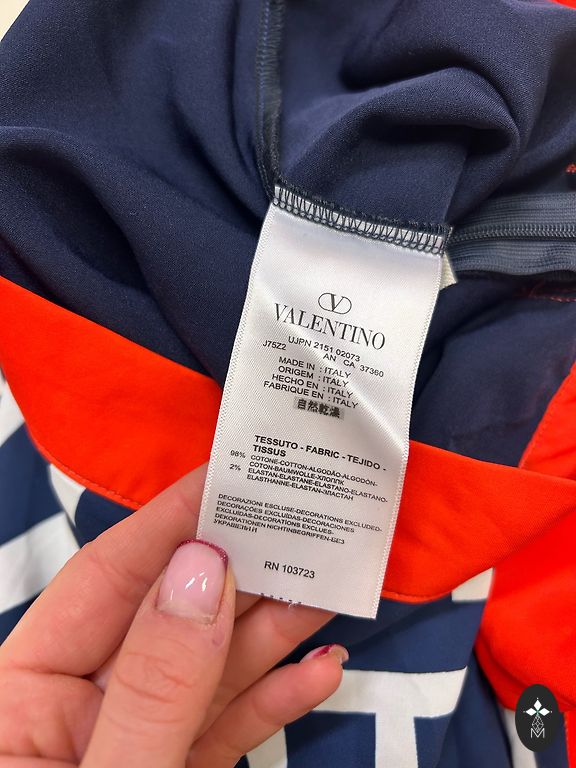 V
VALENTINO
UJPN 2151 02073
J75Z2 AN CA 37360
MADE IN : ITALY
ORIGEM : ITALY
HECHO EN : ITALY
FABRIQUE EN : ITALY
自然乾燥
TESSUTO - FABRIC - TEJIDO -
TISSUS
98% COTONE-COTTON-ALGODÃO-ALGODÓN-
COTON-BAUMWOLLE-ХЛОПОК
2% ELASTAN-ELASTANE-ELASTANO-ELASTANO-
ELASTHANNE-ELASTAN-ЭЛАСТАН
DECORAZIONI ESCLUSE-DECORATIONS EXCLUDED-
DECORAÇÕES EXCLUÍDAS-DECORACIONES
EXCLUIDAS-DECORATIONS EXCLUES-
DEKORATIONEN NICHTINBEGRIFFEN-БЕЗ
УКРАШЕНИЙ
RN 103723